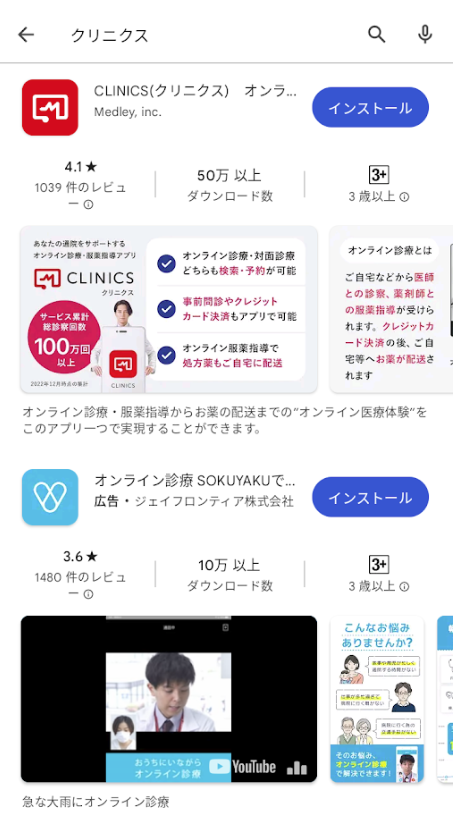 クリニクス
CLINICS(クリニクス)　オンラ...
Medley, inc.
インストール
4.1★
1039 件のレビュ
ー
50万 以上
ダウンロード数
3+
3 歳以上
あなたの通院をサポートする
オンライン診療・服薬指導アプリ
CLINICS
クリニクス
サービス累計
総診察回数
100万回
以上
2022年12月時点の集計
CLINICS
オンライン診療・対面診療
どちらも検索・予約が可能
事前問診やクレジット
カード決済もアプリで可能
オンライン服薬指導で
処方薬もご自宅に配送
オンライン診療とは
ご自宅などから医師
との診察、薬剤師と
の服薬指導が受けら
れます。クレジットカ
ード決済の後、ご自
宅等へお薬が配送さ
れます
オンライン診療・服薬指導からお薬の配送までの“オンライン医療体験”を
このアプリ一つで実現することができます。
オンライン診療 SOKUYAKUで...
広告・ジェイフロンティア株式会社
インストール
3.6★
1480 件のレビュ
ー
10万 以上
ダウンロード数
3+
3 歳以上
おうちにいながら
オンライン診療
YouTube
こんなお悩み
ありませんか?
そのお悩み、
オンライン診療
で解決できます!
急な大雨にオンライン診療